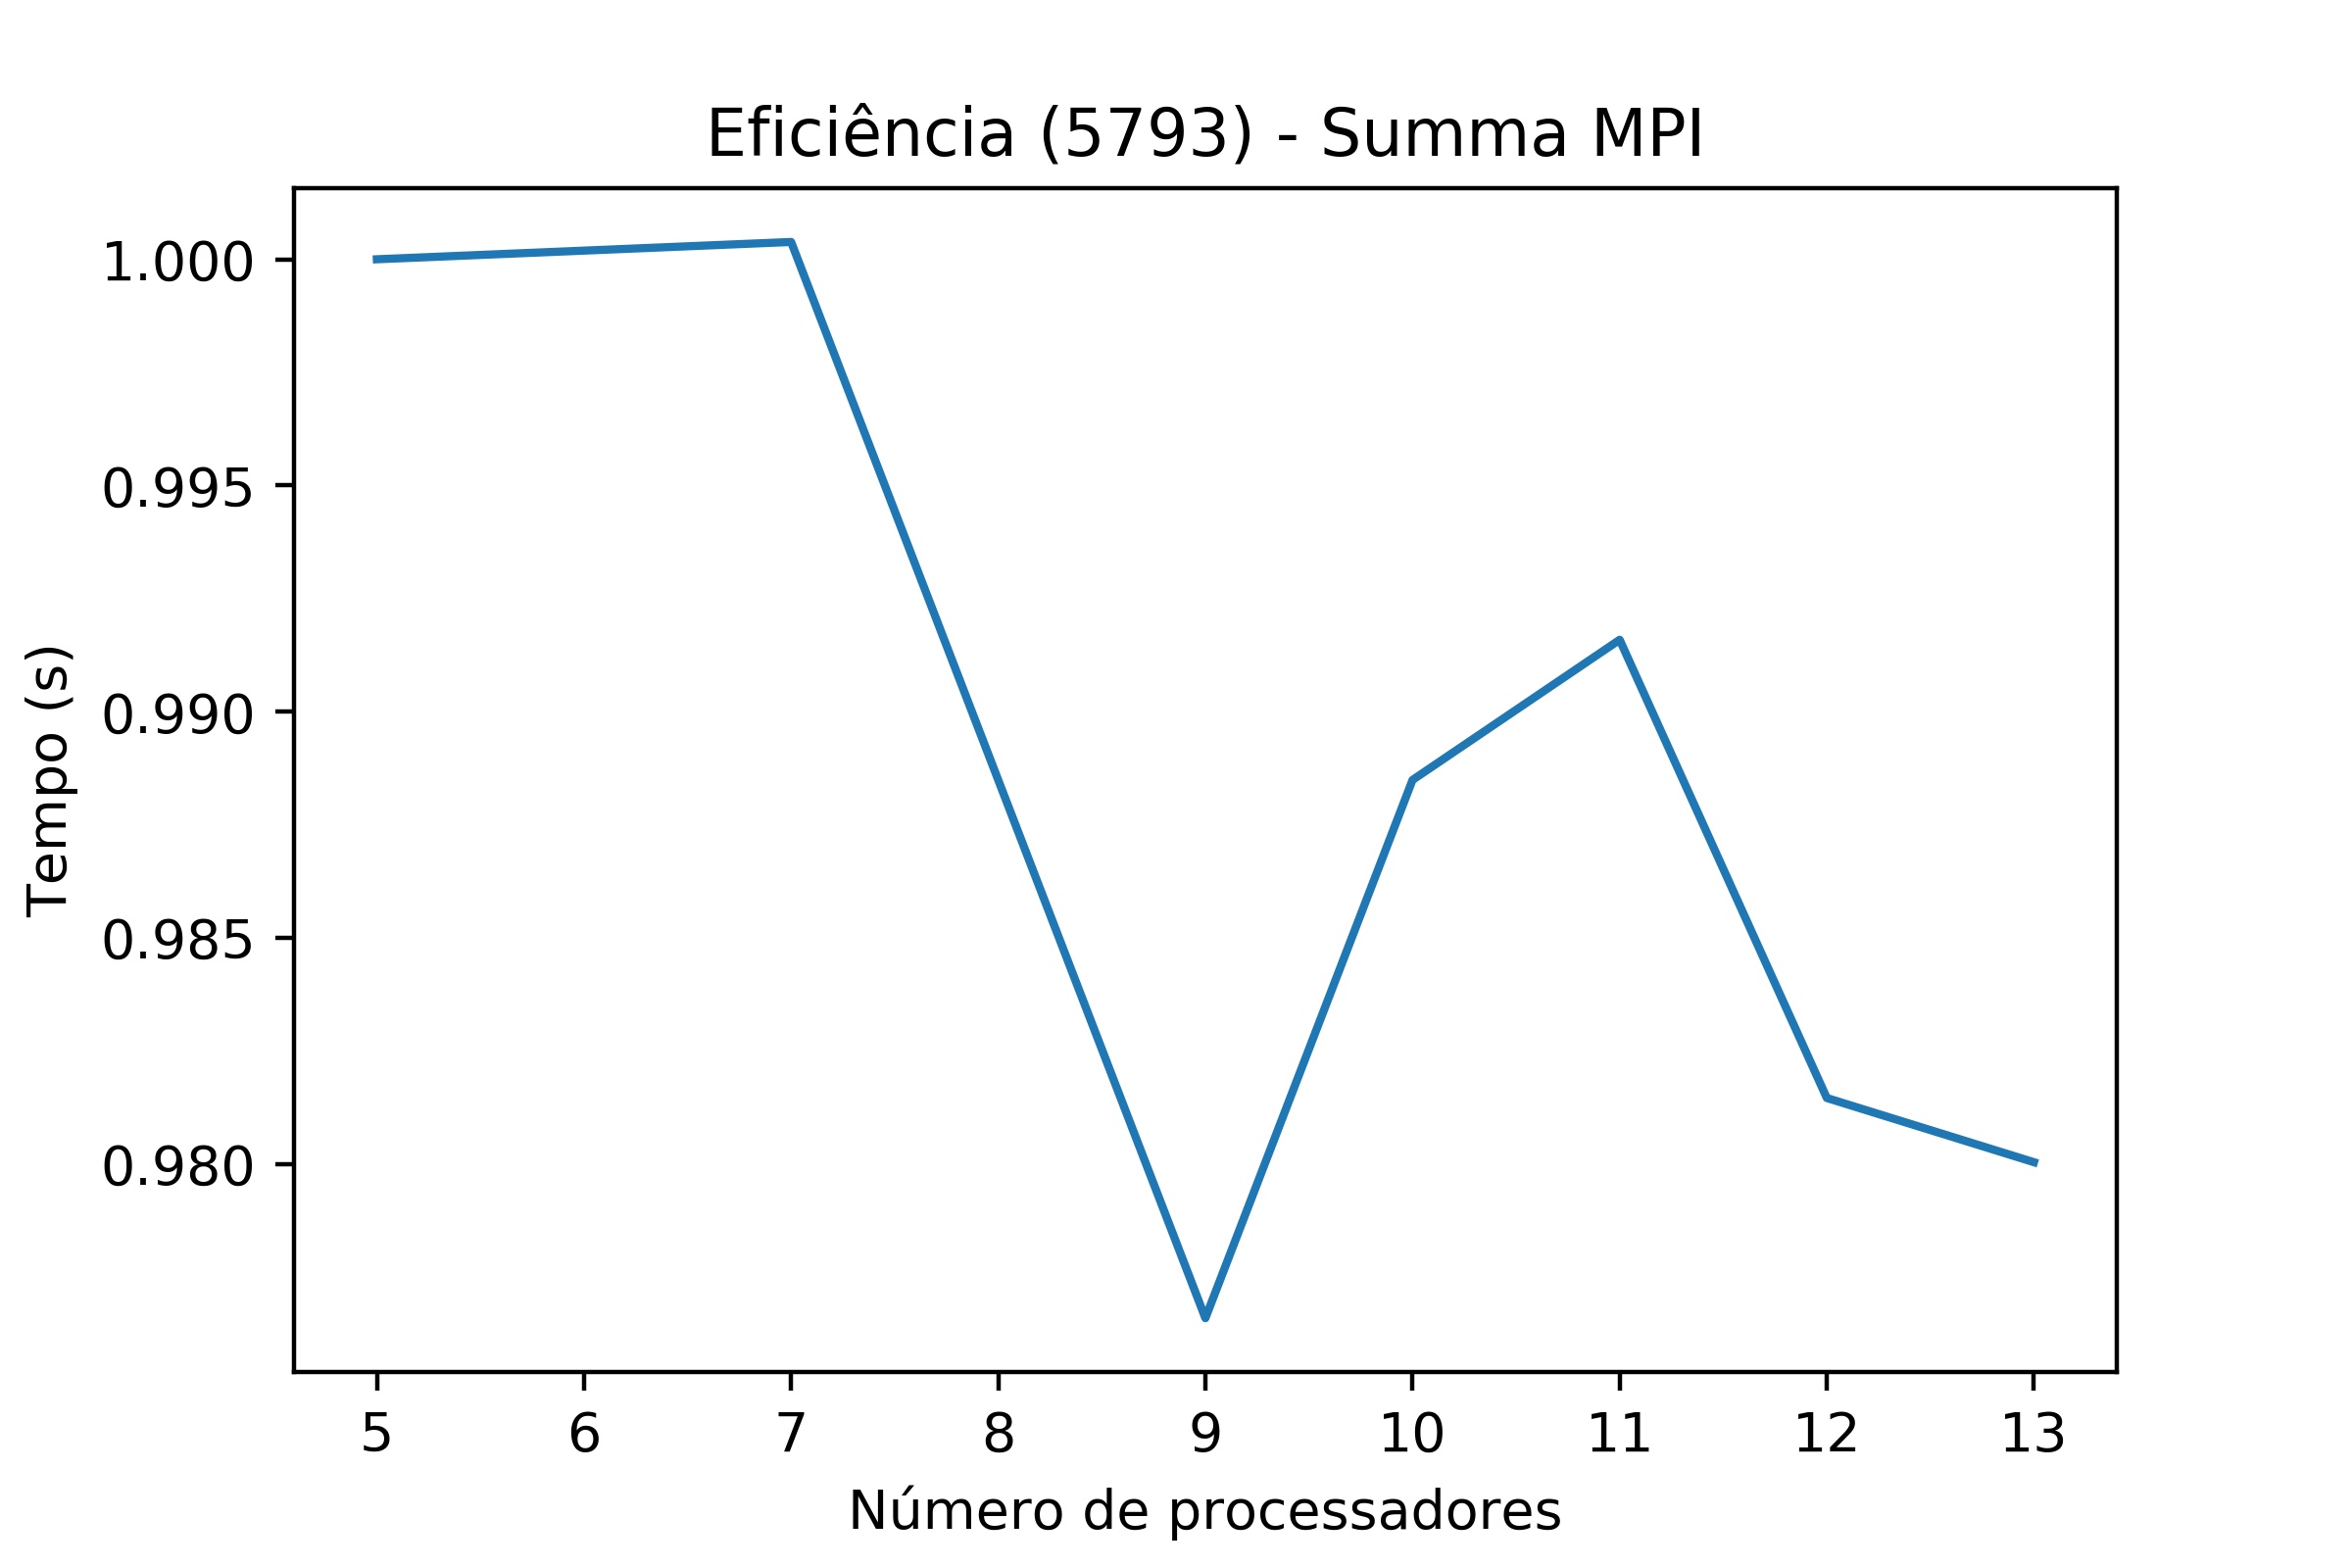 Eficiência (5793) - Summa MPI
1.000
0.995
0.990
0.985
0.980
Tempo (s)
5 6 7 8 9 10 11 12 13
Número de processadores